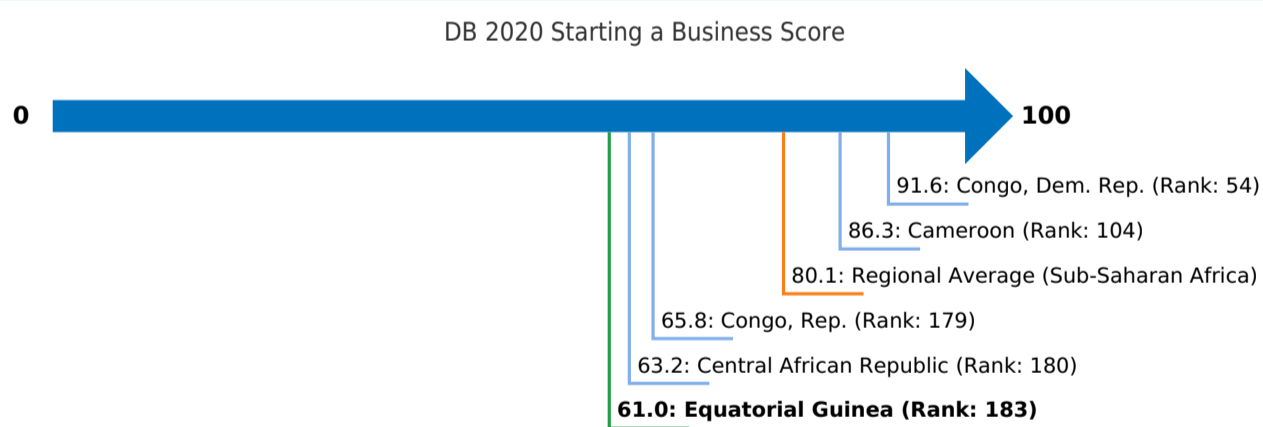 DB 2020 Starting a Business Score
0
100
91.6: Congo, Dem. Rep. (Rank: 54)
86.3: Cameroon (Rank: 104)
80.1: Regional Average (Sub-Saharan Africa)
65.8: Congo, Rep. (Rank: 179)
63.2: Central African Republic (Rank: 180)
61.0: Equatorial Guinea (Rank: 183)